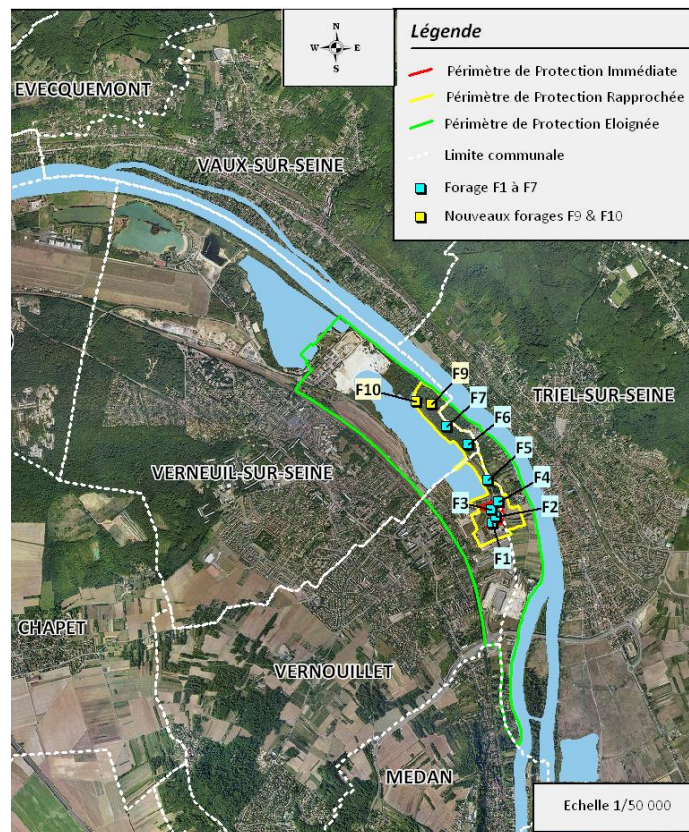 N
W E
S
Légende
Périmètre de Protection Immédiate
Périmètre de Protection Rapprochée
Périmètre de Protection Eloignée
Limite communale
Forage F1 à F7
Nouveaux forages F9 & F10
EVECQUEMONT
VAUX-SUR-SEINE
TRIEL-SUR-SEINE
F10
F9
F7
F6
F5
VERNEUIL-SUR-SEINE
F4
F3
F2
F1
CHAPET
VERNOUILLET
MEDAN
Echelle 1/50 000